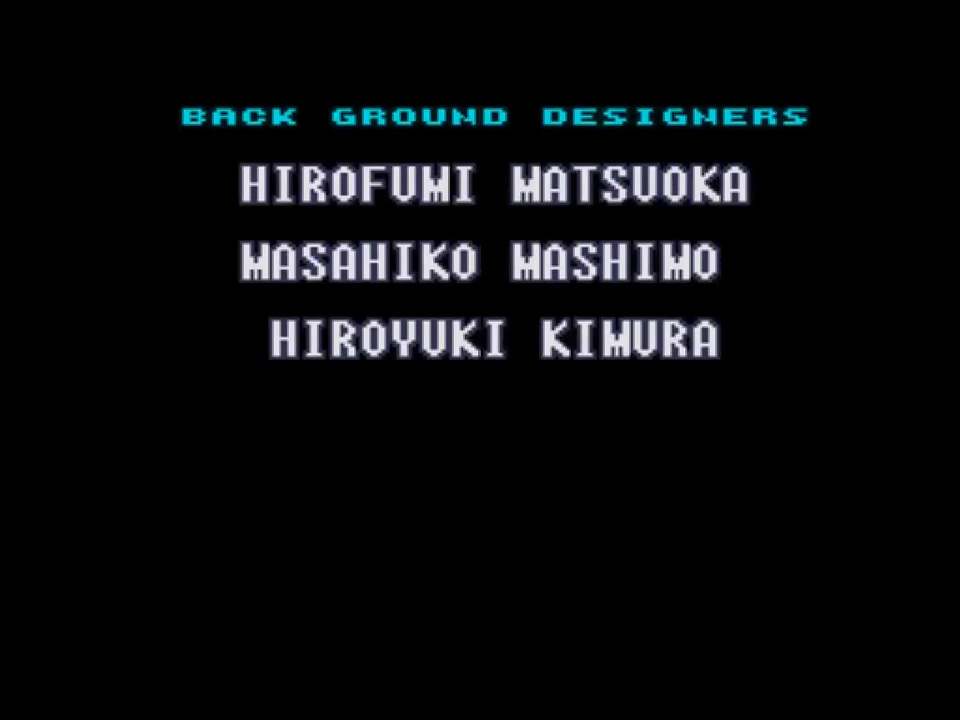 BACK GROUND DESIGNERS
HIROFUMI MATSUOKA
MASAHIKO MASHIMO
HIROYUKI KIMURA